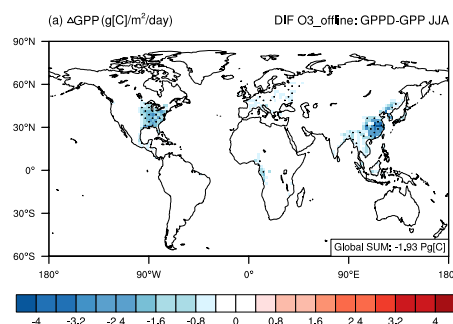 (a) △GPP (g[C]/m²/day) DIF O3_offline: GPPD-GPP JJA
90°N
60°N
30°N
0°
30°S
60°S
Global SUM: -1.93 Pg[C]
180° 90°W 0° 90°E 180
-4 -3.2 -2.4 -1.6 -0.8 0 0.8 1.6 2.4 3.2 4